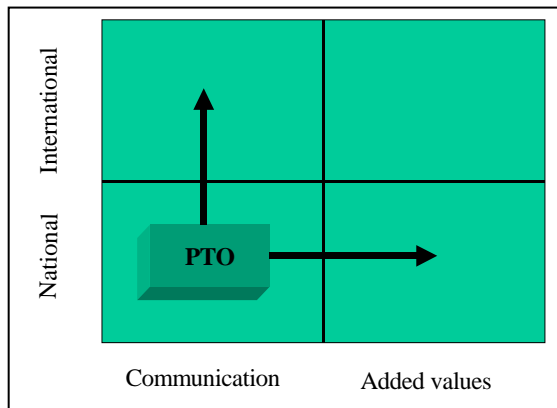 International
National
PTO
Communication
Added values